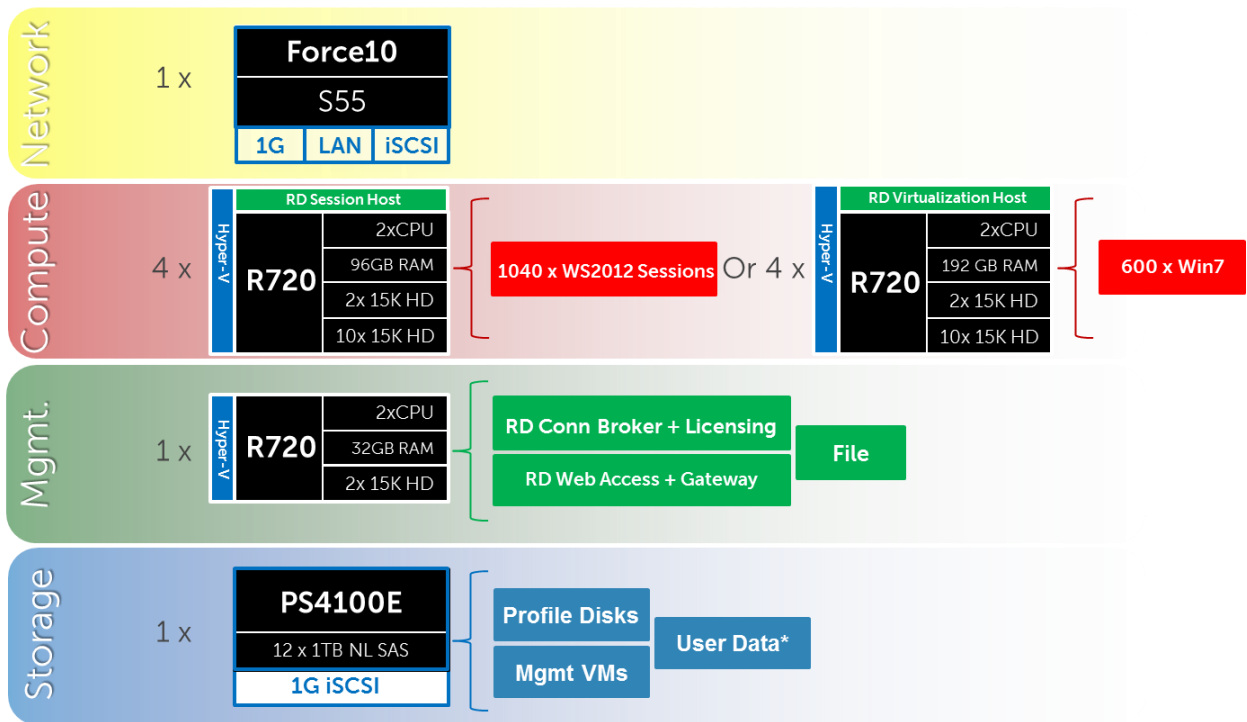 Network
1 x
Force10
S55
1G LAN iSCSI
Compute
4 x
Hyper-V
RD Session Host
R720
2xCPU
96GB RAM
2x 15K HD
10x 15K HD
1040 x WS2012 Sessions
Or 4 x
Hyper-V
RD Virtualization Host
R720
2xCPU
192 GB RAM
2x 15K HD
10x 15K HD
600 x Win7
Mgmt.
1 x
Hyper-V
R720
2xCPU
32GB RAM
2x 15K HD
RD Conn Broker + Licensing
RD Web Access + Gateway
File
Storage
1 x
PS4100E
12 x 1TB NL SAS
1G iSCSI
Profile Disks
Mgmt VMs
User Data*